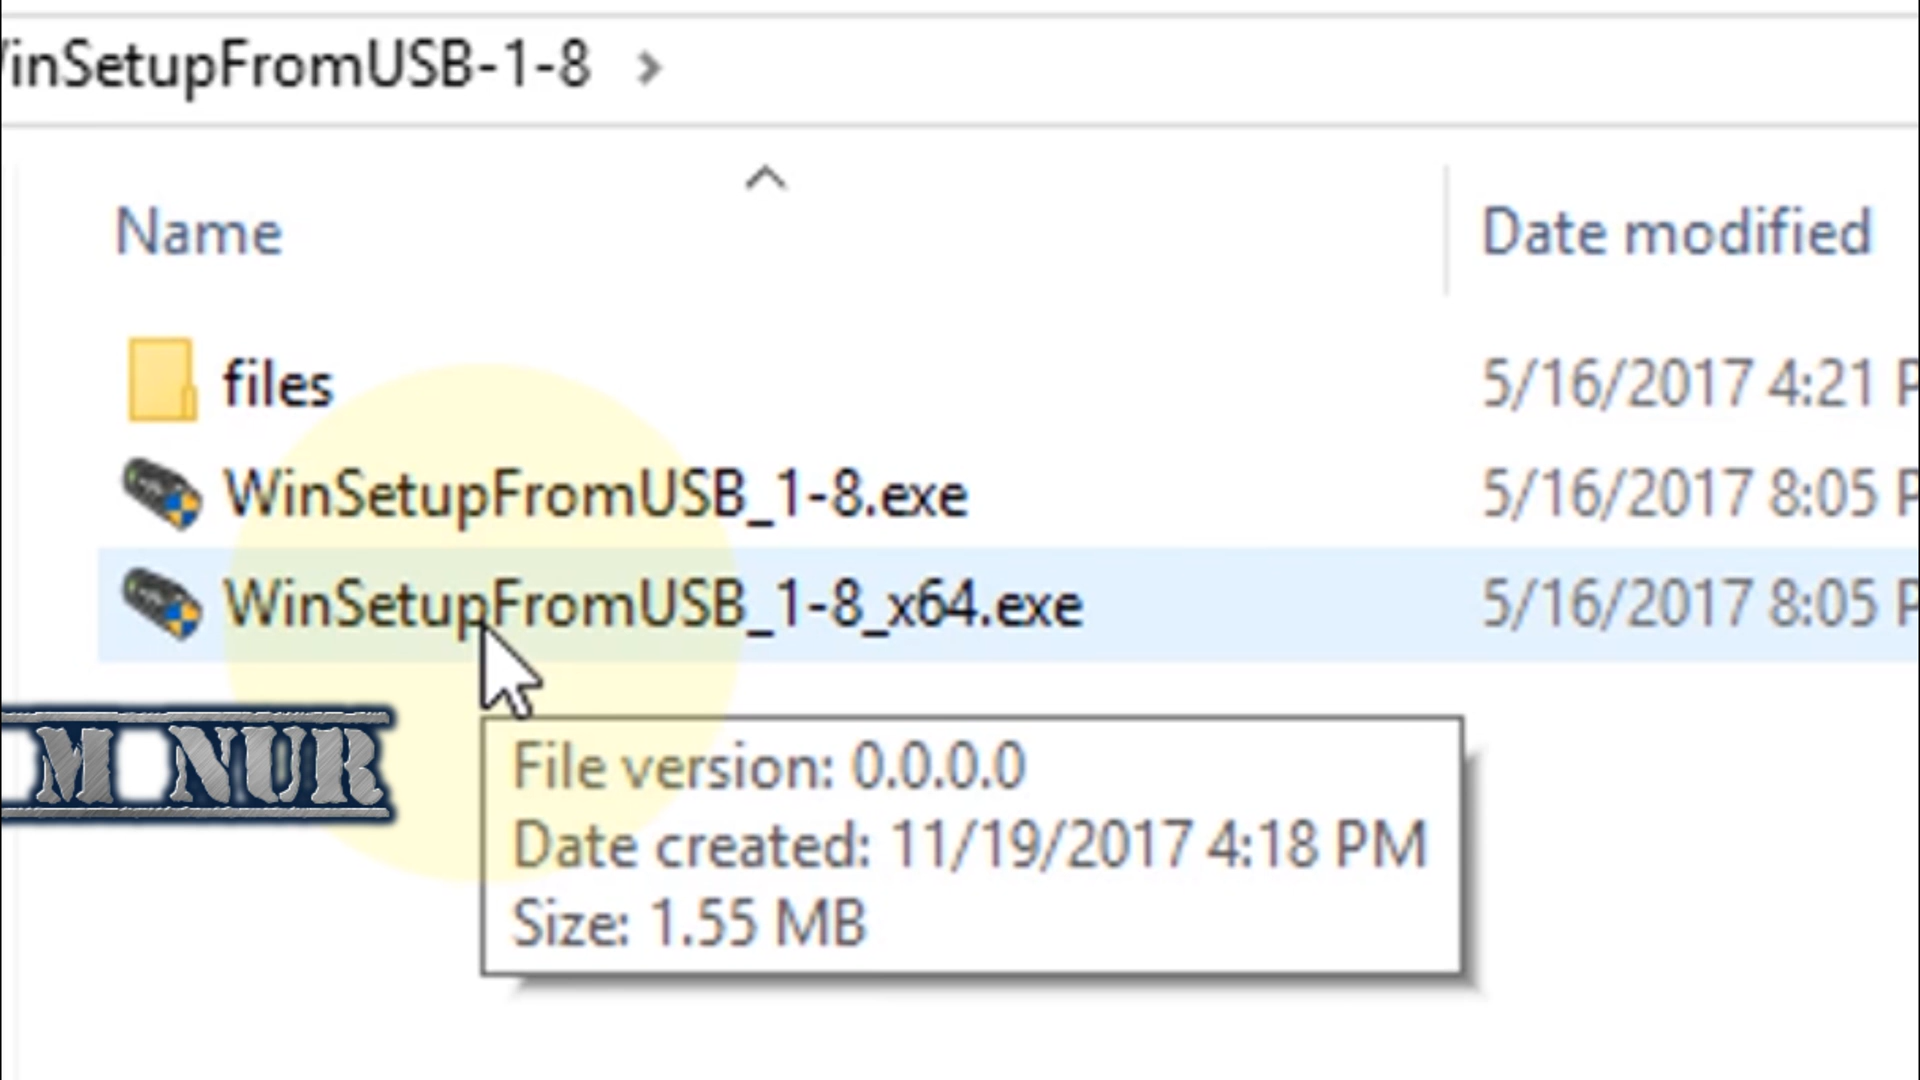 inSetupFromUSB-1-8
Name
Date modified
files
5/16/2017 4:21 P
WinSetupFromUSB_1-8.exe
5/16/2017 8:05 P
WinSetupFromUSB_1-8_x64.exe
5/16/2017 8:05 P
M NUR
File version: 0.0.0.0
Date created: 11/19/2017 4:18 PM
Size: 1.55 MB